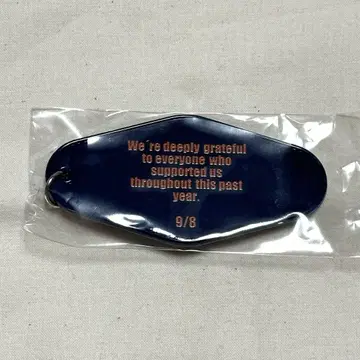 We´re deeply grateful
to everyone who
supported us
throughout this past
year.
9/8